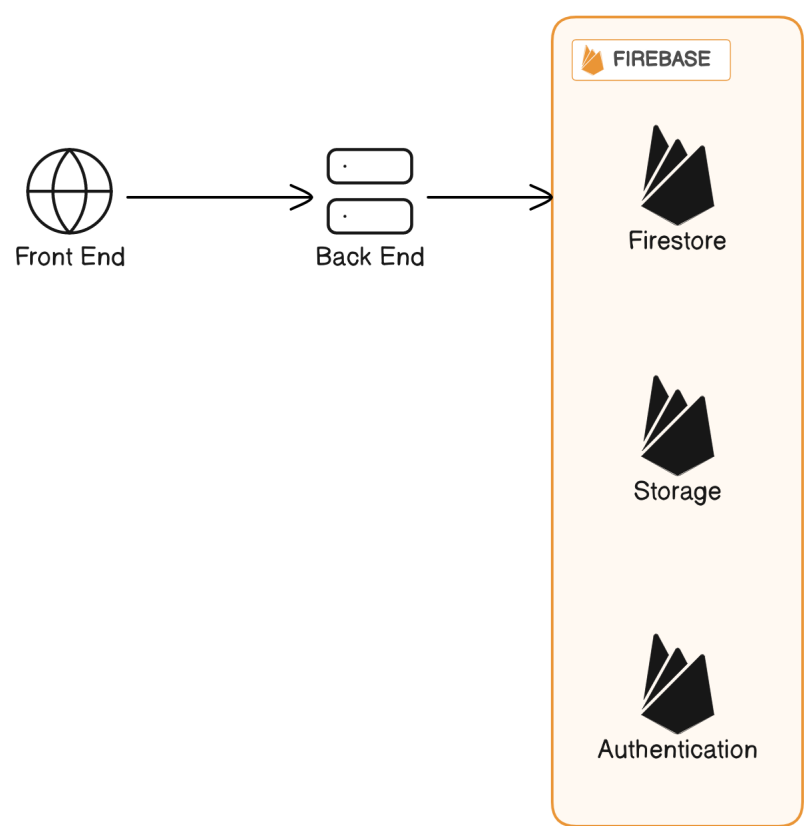 FIREBASE
Front End
Back End
Firestore
Storage
Authentication